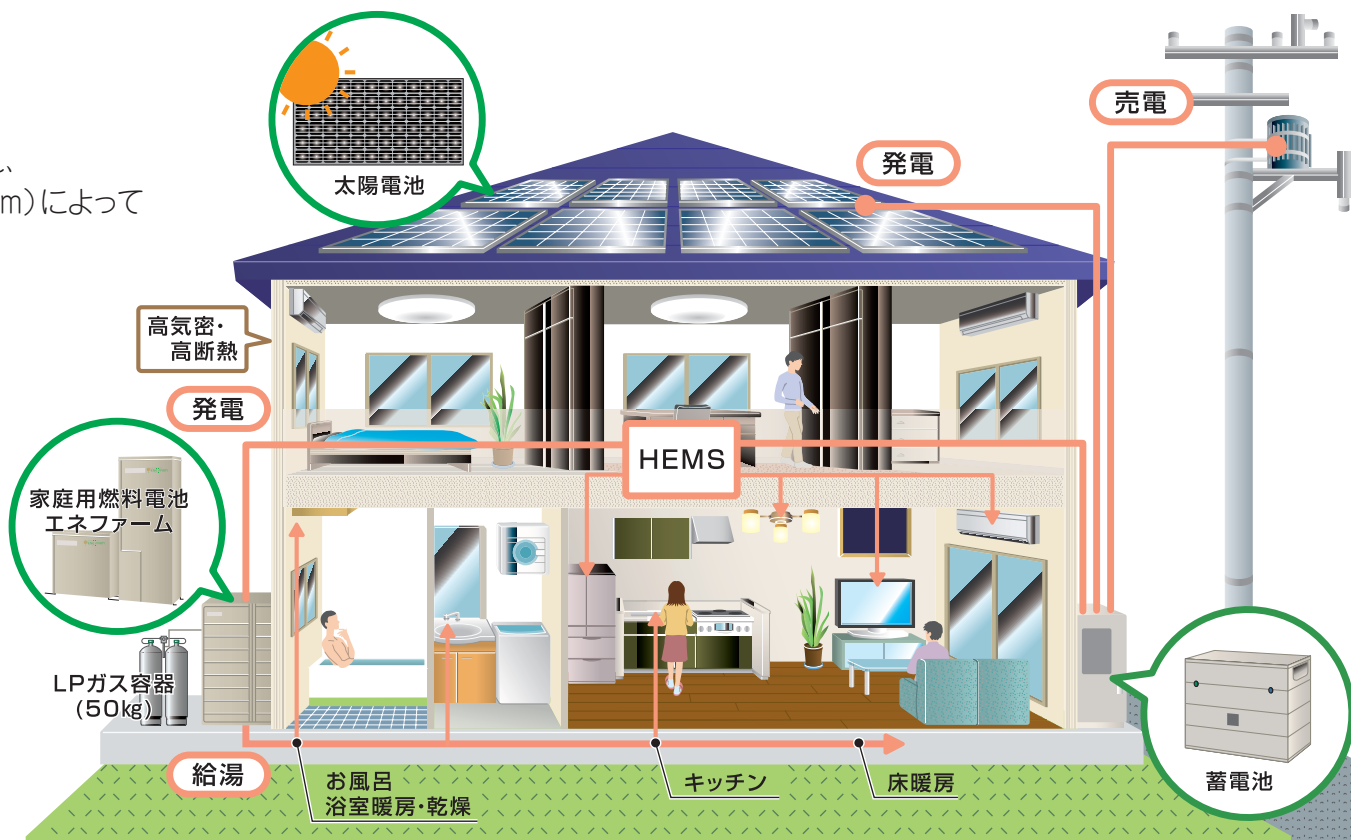 m)によって
太陽電池
発電
売電
高気密・
高断熱
発電
HEMS
家庭用燃料電池
エネファーム
LPガス容器
(50kg)
給湯
お風呂
浴室暖房・乾燥
キッチン
床暖房
蓄電池